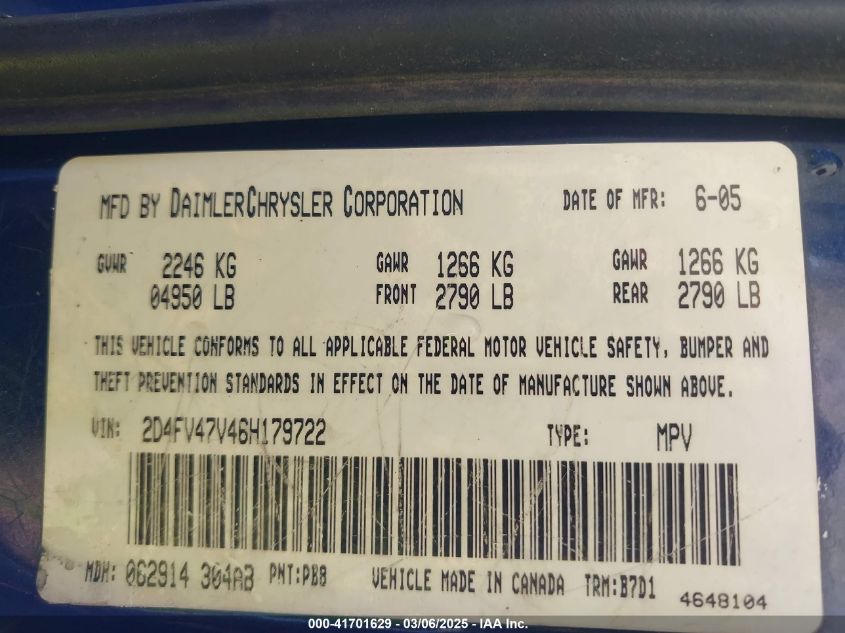 MFD BY DAIMLERCHRYSLER CORPORATION DATE OF MFR: 6-05
GVWR 2246 KG GAWR 1266 KG GAWR 1266 KG
04950 LB FRONT 2790 LB REAR 2790 LB
THIS VEHICLE CONFORMS TO ALL APPLICABLE FEDERAL MOTOR VEHICLE SAFETY, BUMPER AND
THEFT PREVENTION STANDARDS IN EFFECT ON THE DATE OF MANUFACTURE SHOWN ABOVE.
VIN: 2D4FV47V46H179722 TYPE: MPV
MDH: 062914 304AB PNT:PB8 VEHICLE MADE IN CANADA TRM:B7D1
4648104
000-41701629 - 03/06/2025 - IAA Inc.